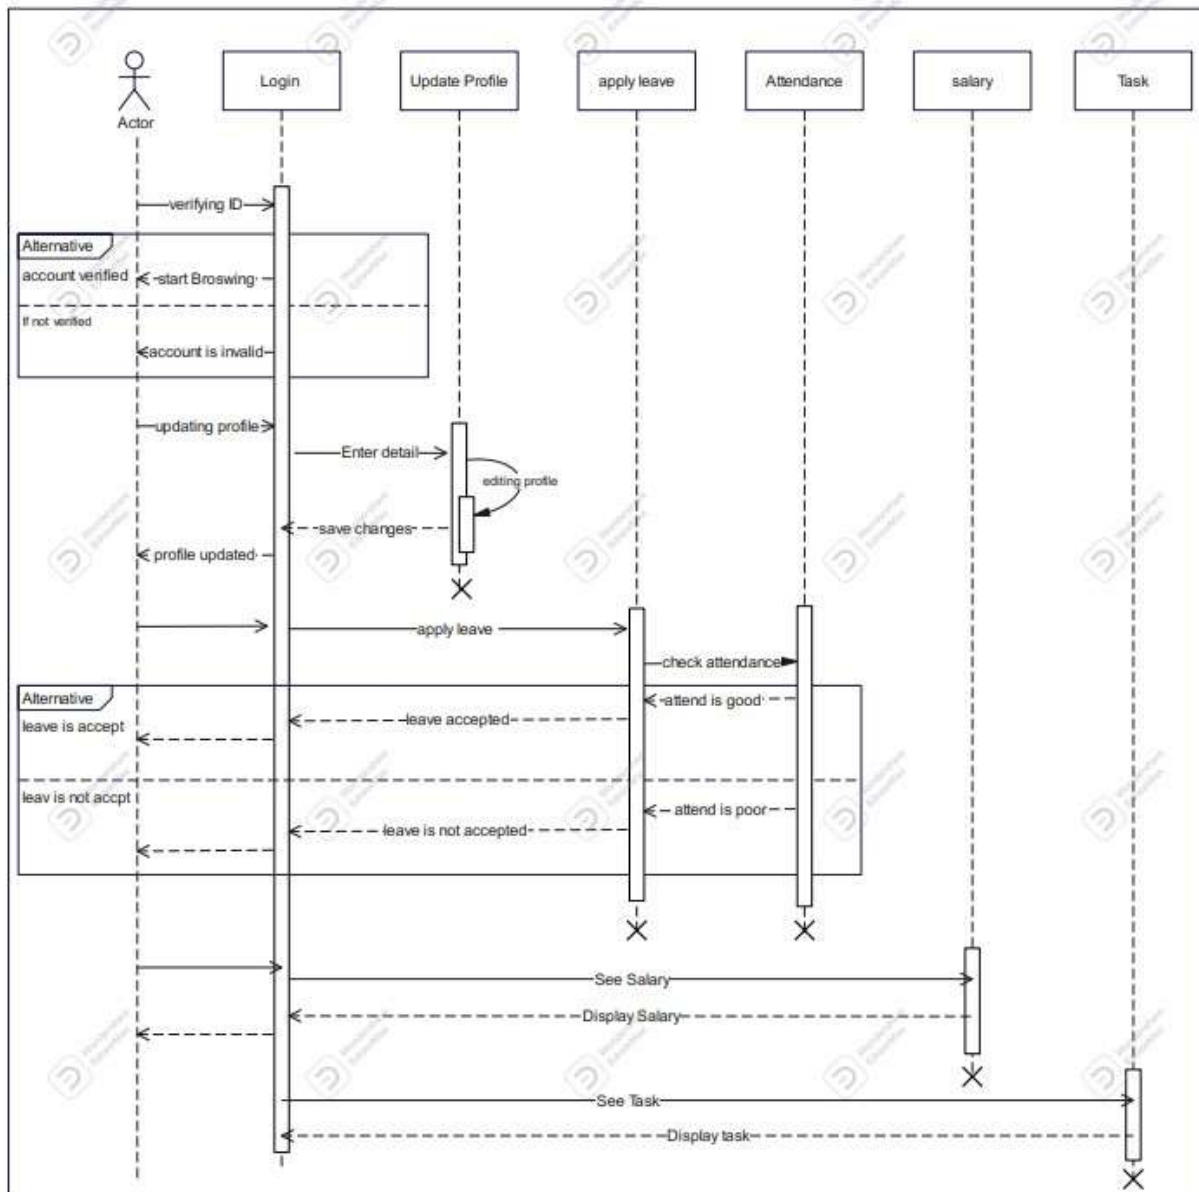 Login
Update Profile
apply leave
Attendance
salary
Task
Actor
verifying ID
Alternative
account verified
start Broswing
If not verified
account is invalid
updating profile
Enter detail
editing profile
save changes
profile updated
apply leave
check attendance
Alternative
attend is good
leave accepted
leave is accept
leav is not accpt
attend is poor
leave is not accepted
See Salary
Display Salary
See Task
Display task